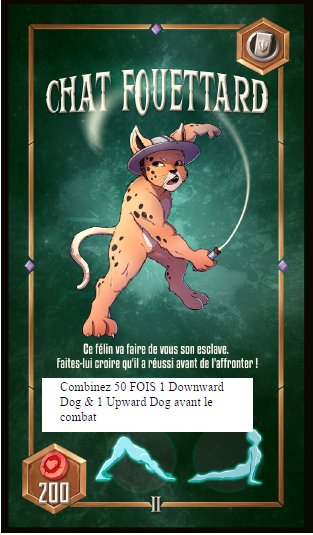 CHAT FOUETTARD
Ce félin va faire de vous son esclave.
Faites-lui croire qu'il a réussi avant de l'affronter !
Combinez 50 FOIS 1 Downward
Dog & 1 Upward Dog avant le
combat
200
II